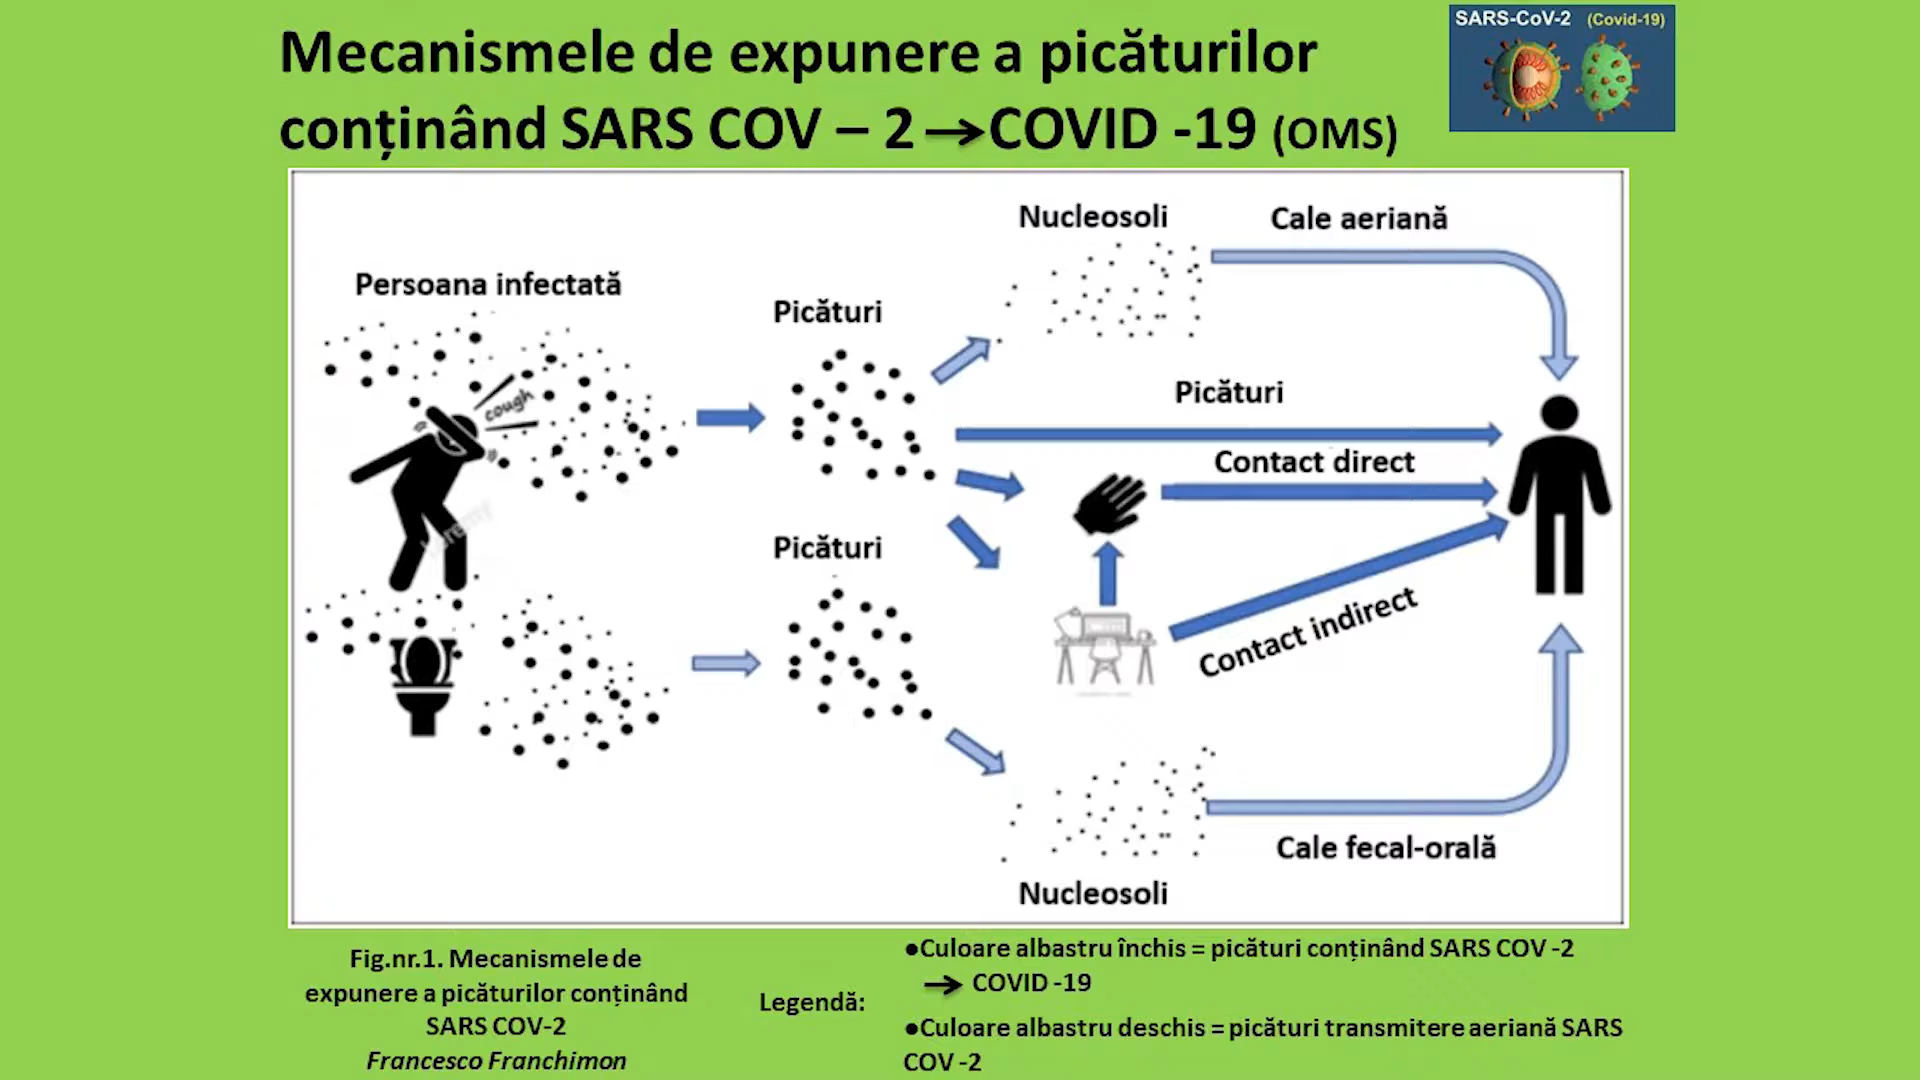 Mecanismele de expunere a picăturilor
conținând SARS COV – 2 →COVID -19 (OMS)
SARS-CoV-2 (Covid-19)
Nucleosoli
Cale aeriană
Persoana infectată
Picături
cough
Picături
Contact direct
Picături
Contact indirect
Cale fecal-orală
Nucleosoli
Fig.nr.1. Mecanismele de
expunere a picăturilor conținând
SARS COV-2
Francesco Franchimon
Legendă:
●Culoare albastru închis = picături conținând SARS COV -2
→ COVID -19
●Culoare albastru deschis = picături transmitere aeriană SARS
COV -2